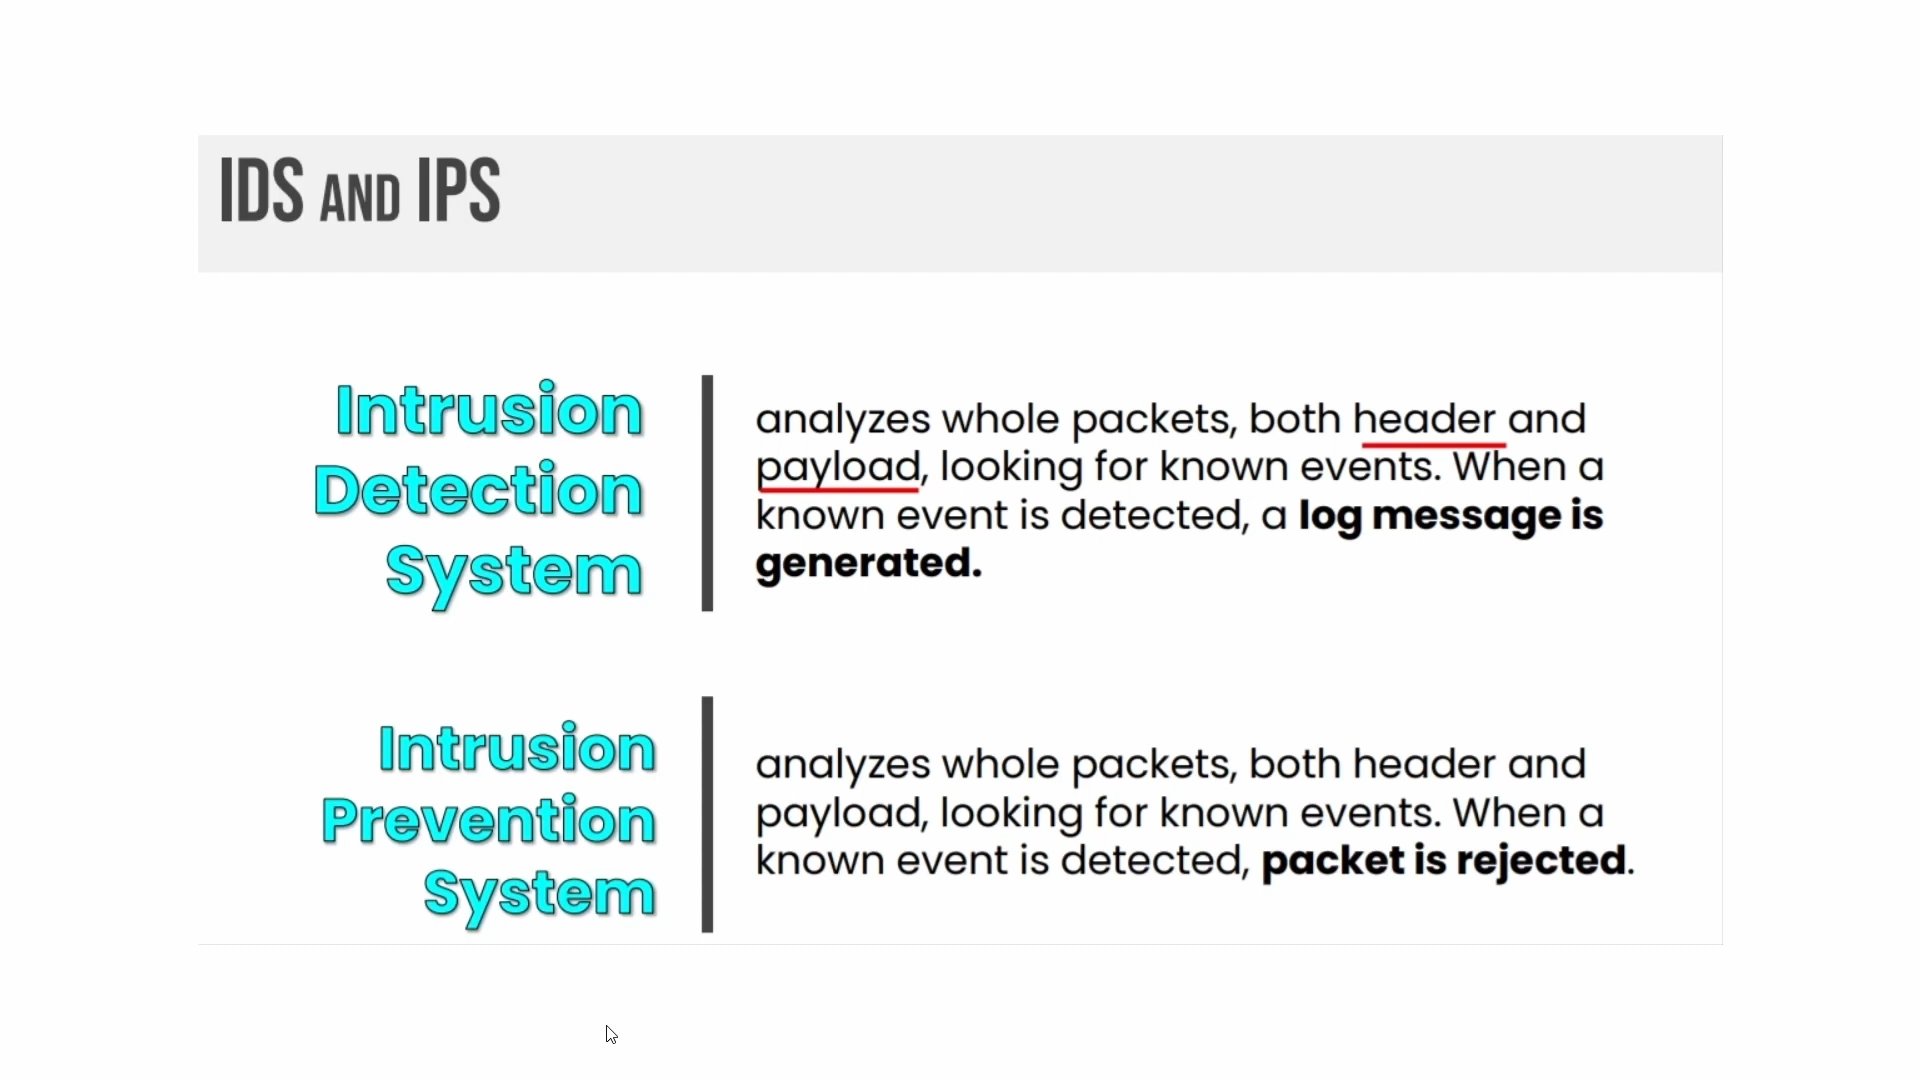 IDS AND IPS
Intrusion
Detection
System
analyzes whole packets, both header and
payload, looking for known events. When a
known event is detected, a log message is
generated.
Intrusion
Prevention
System
analyzes whole packets, both header and
payload, looking for known events. When a
known event is detected, packet is rejected.